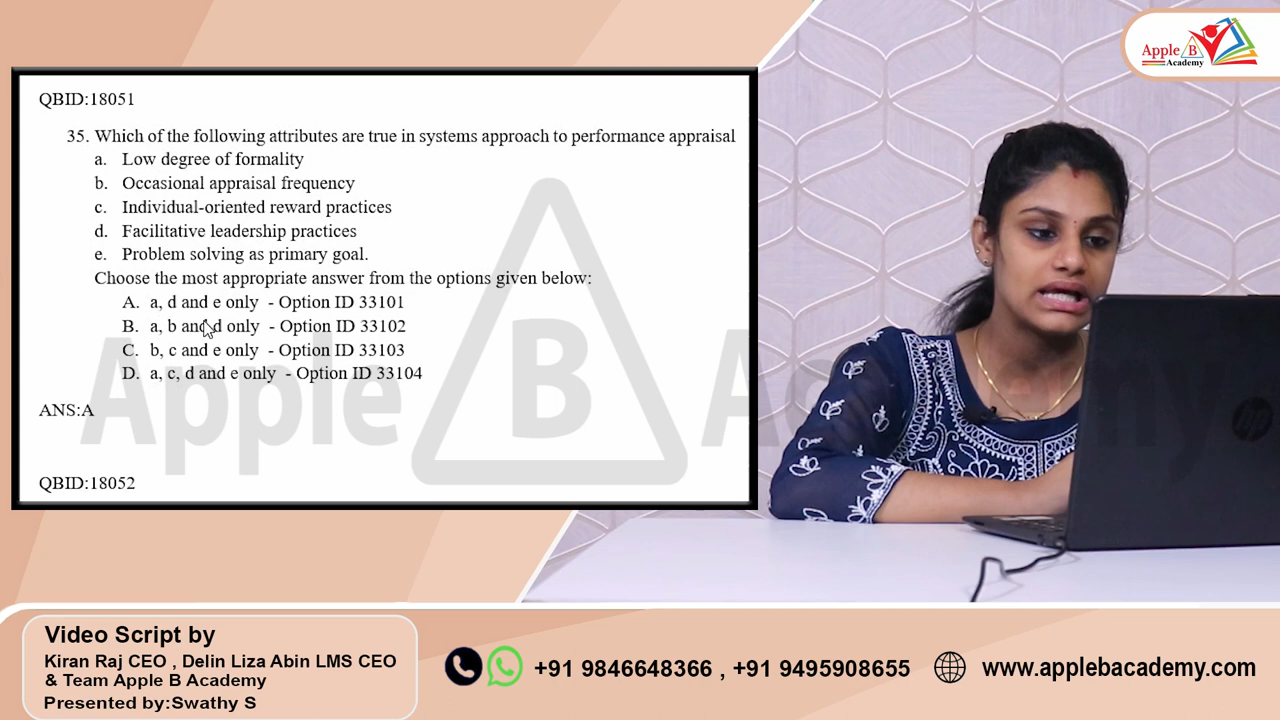 Apple B
Academy
QBID:18051
35. Which of the following attributes are true in systems approach to performance appraisal
a. Low degree of formality
b. Occasional appraisal frequency
c. Individual-oriented reward practices
d. Facilitative leadership practices
e. Problem solving as primary goal.
Choose the most appropriate answer from the options given below:
A. a, d and e only - Option ID 33101
B. a, b and d only - Option ID 33102
C. b, c and e only - Option ID 33103
D. a, c, d and e only - Option ID 33104
ANS:A
QBID:18052
Apple B Academy
hp
Video Script by
Kiran Raj CEO , Delin Liza Abin LMS CEO
& Team Apple B Academy
Presented by:Swathy S
+91 9846648366 , +91 9495908655
www.applebacademy.com